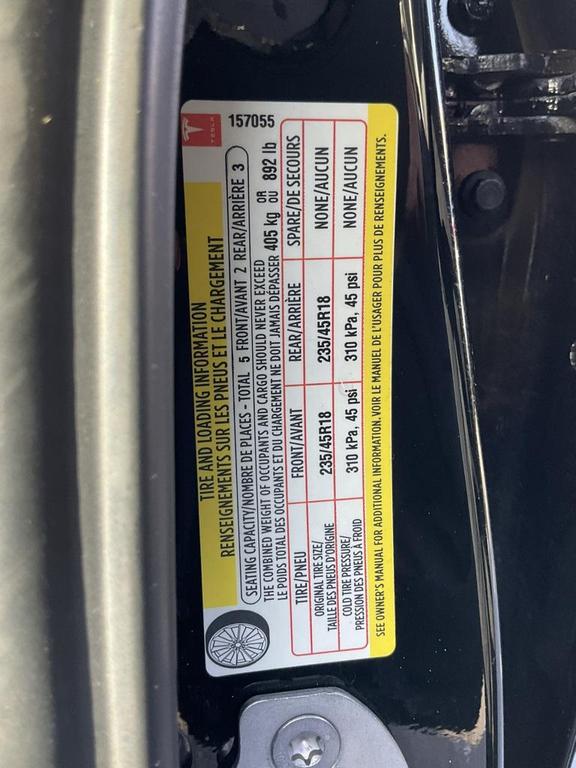 TESLA
157055
TIRE AND LOADING INFORMATION
RENSEIGNEMENTS SUR LES PNEUS ET LE CHARGEMENT
SEATING CAPACITY/NOMBRE DE PLACES - TOTAL 5 FRONT/AVANT 2 REAR/ARRIÈRE 3
THE COMBINED WEIGHT OF OCCUPANTS AND CARGO SHOULD NEVER EXCEED
LE POIDS TOTAL DES OCCUPANTS ET DU CHARGEMENT NE DOIT JAMAIS DÉPASSER 405 kg OR OU 892 lb
TIRE/PNEU FRONT/AVANT REAR/ARRIÈRE SPARE/DE SECOURS
ORIGINAL TIRE SIZE/
TAILLE DES PNEUS D'ORIGINE 235/45R18 235/45R18 NONE/AUCUN
COLD TIRE PRESSURE/
PRESSION DES PNEUS À FROID 310 kPa, 45 psi 310 kPa, 45 psi NONE/AUCUN
SEE OWNER'S MANUAL FOR ADDITIONAL INFORMATION. VOIR LE MANUEL DE L'USAGER POUR PLUS DE RENSEIGNEMENTS.